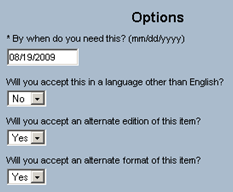 Options
* By when do you need this? (mm/dd/yyyy)
08/19/2009
Will you accept this in a language other than English?
No
Will you accept an alternate edition of this item?
Yes
Will you accept an alternate format of this item?
Yes